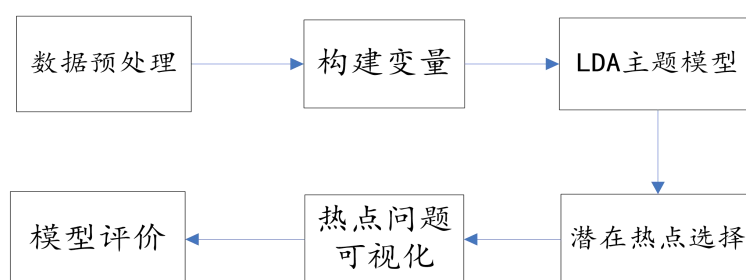 数据预处理
构建变量
LDA主题模型
潜在热点选择
热点问题
可视化
模型评价